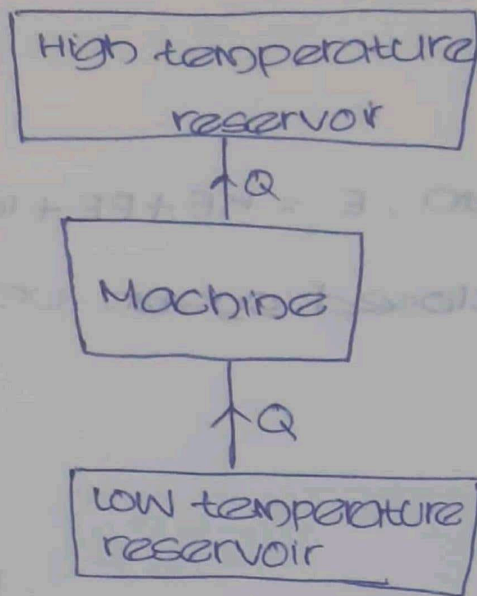 High temperature
reservoir
Q
Machine
Q
LOW temperature
reservoir